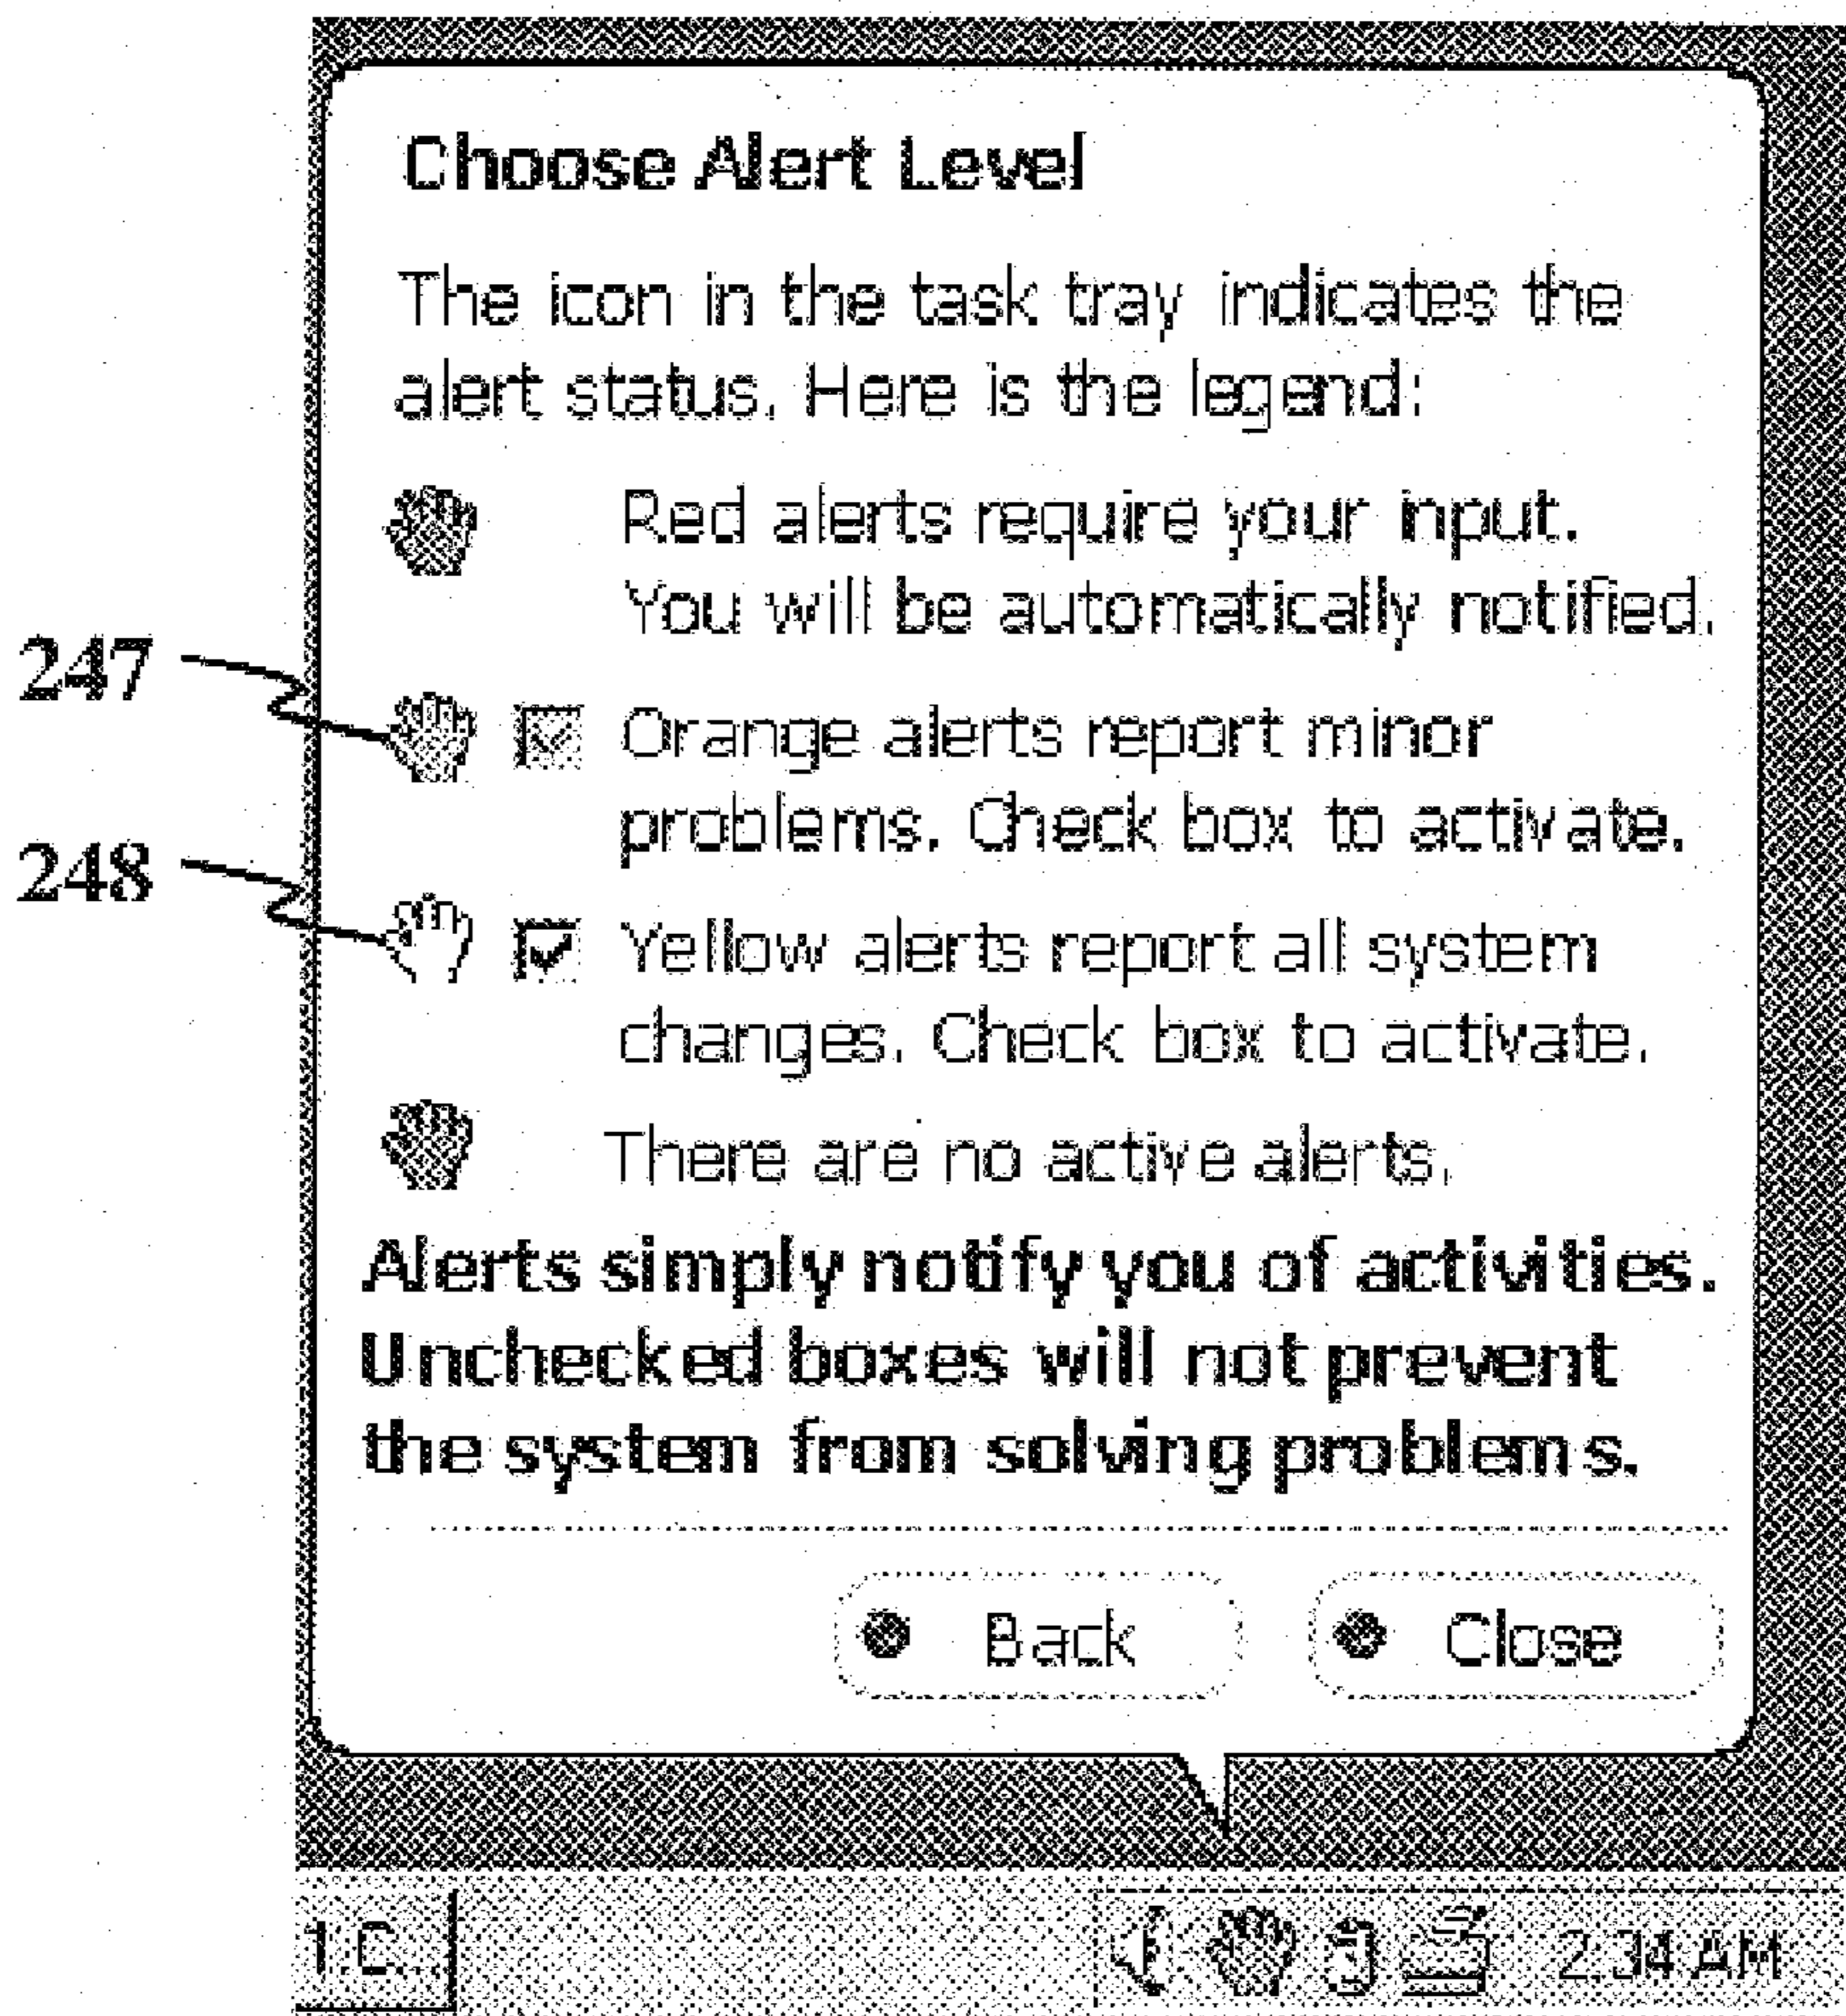 Choose Alert Level
The icon in the task tray indicates the
alert status. Here is the legend:
Red alerts require your input.
You will be automatically notified.
247
Orange alerts report minor
problems. Check box to activate.
248
Yellow alerts report all system
changes. Check box to activate.
There are no active alerts.
Alerts simply notify you of activities.
Unchecked boxes will not prevent
the system from solving problems.
Back Close
2:34 AM